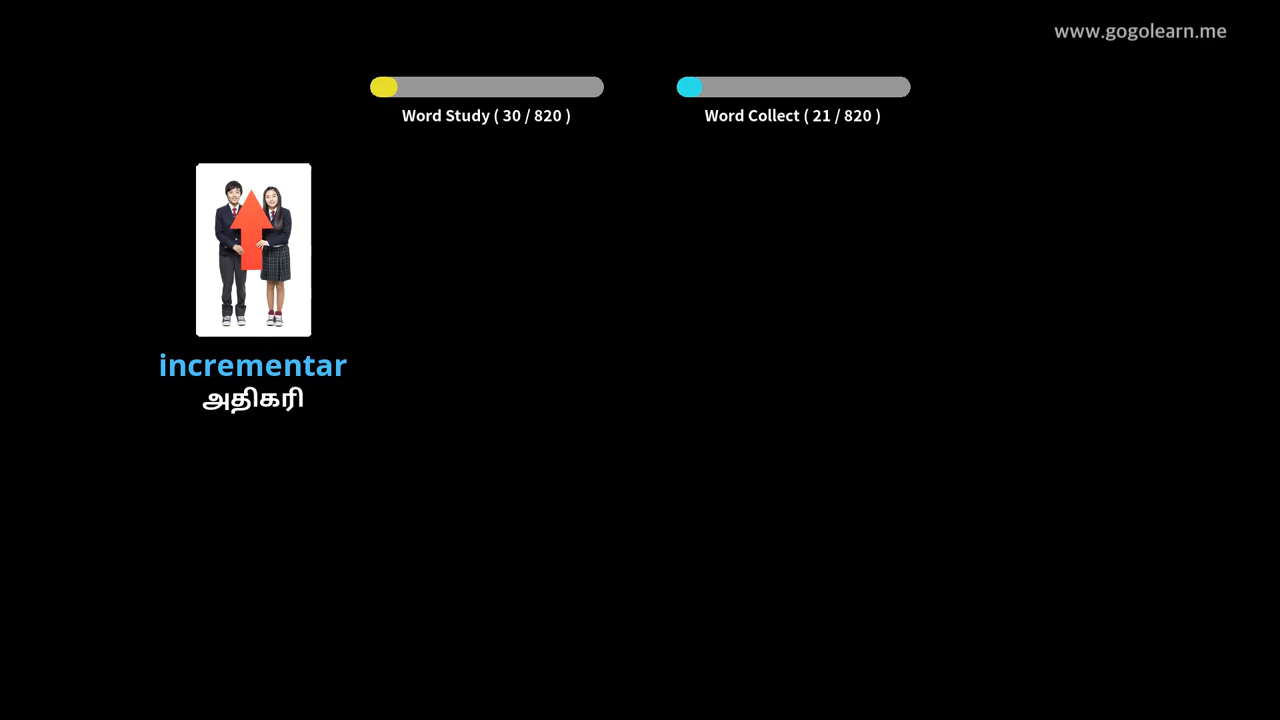 www.gogolearn.me
Word Study ( 30 / 820 )
Word Collect ( 21 / 820 )
incrementar
அதிகரி